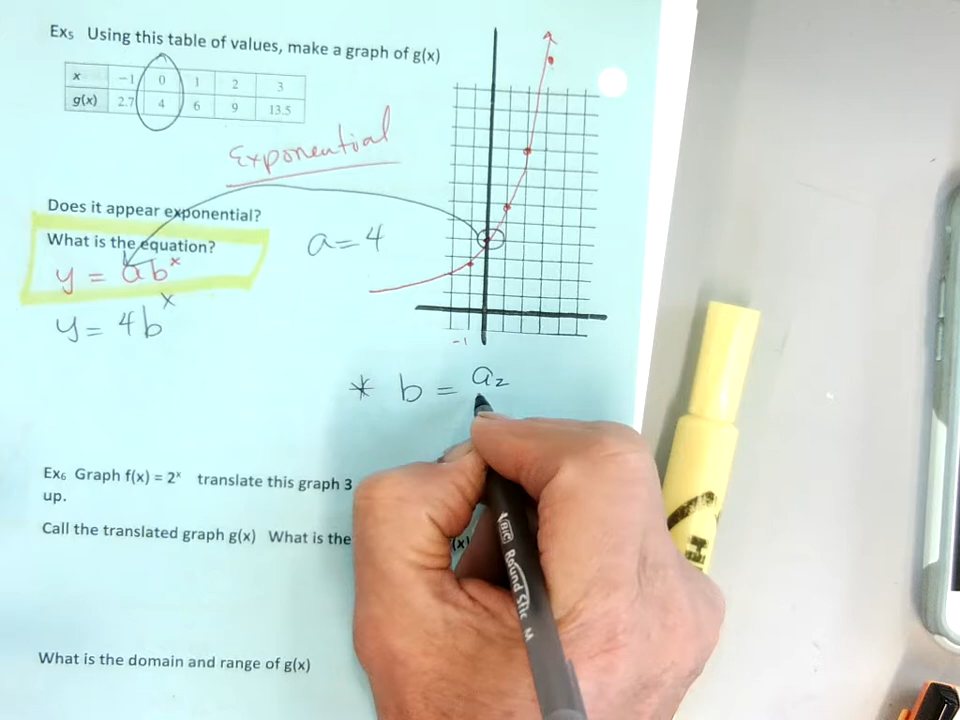 Ex5 Using this table of values, make a graph of g(x)
x -1 0 1 2 3
g(x) 2.7 4 6 9 13.5
Exponential
Does it appear exponential?
What is the equation?
a=4
y = ab^x
y = 4b^x
-1
* b = a2
Ex6 Graph f(x) = 2^x translate this graph 3
up.
Call the translated graph g(x) What is the
What is the domain and range of g(x)
BIC Round Stic M